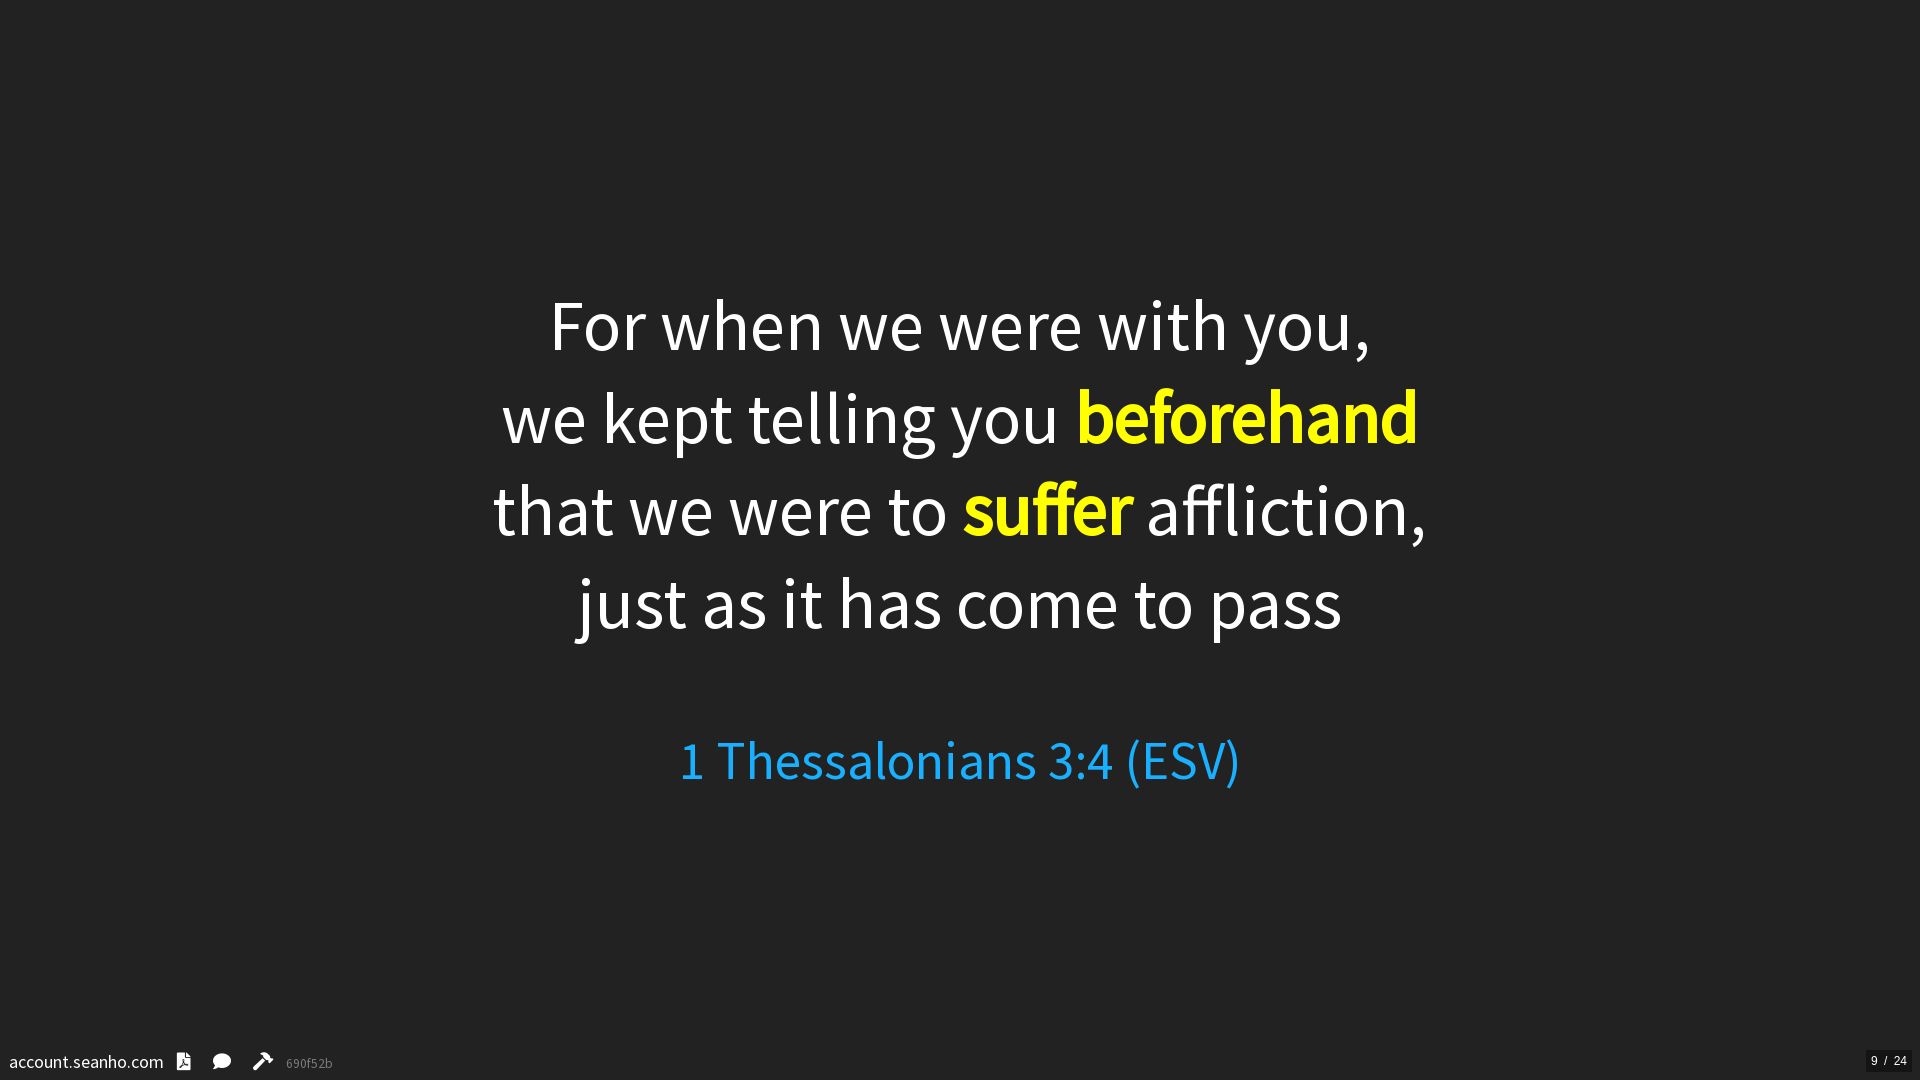 For when we were with you,
we kept telling you beforehand
that we were to suffer affliction,
just as it has come to pass
1 Thessalonians 3:4 (ESV)
account.seanho.com 690f52b
9 / 24